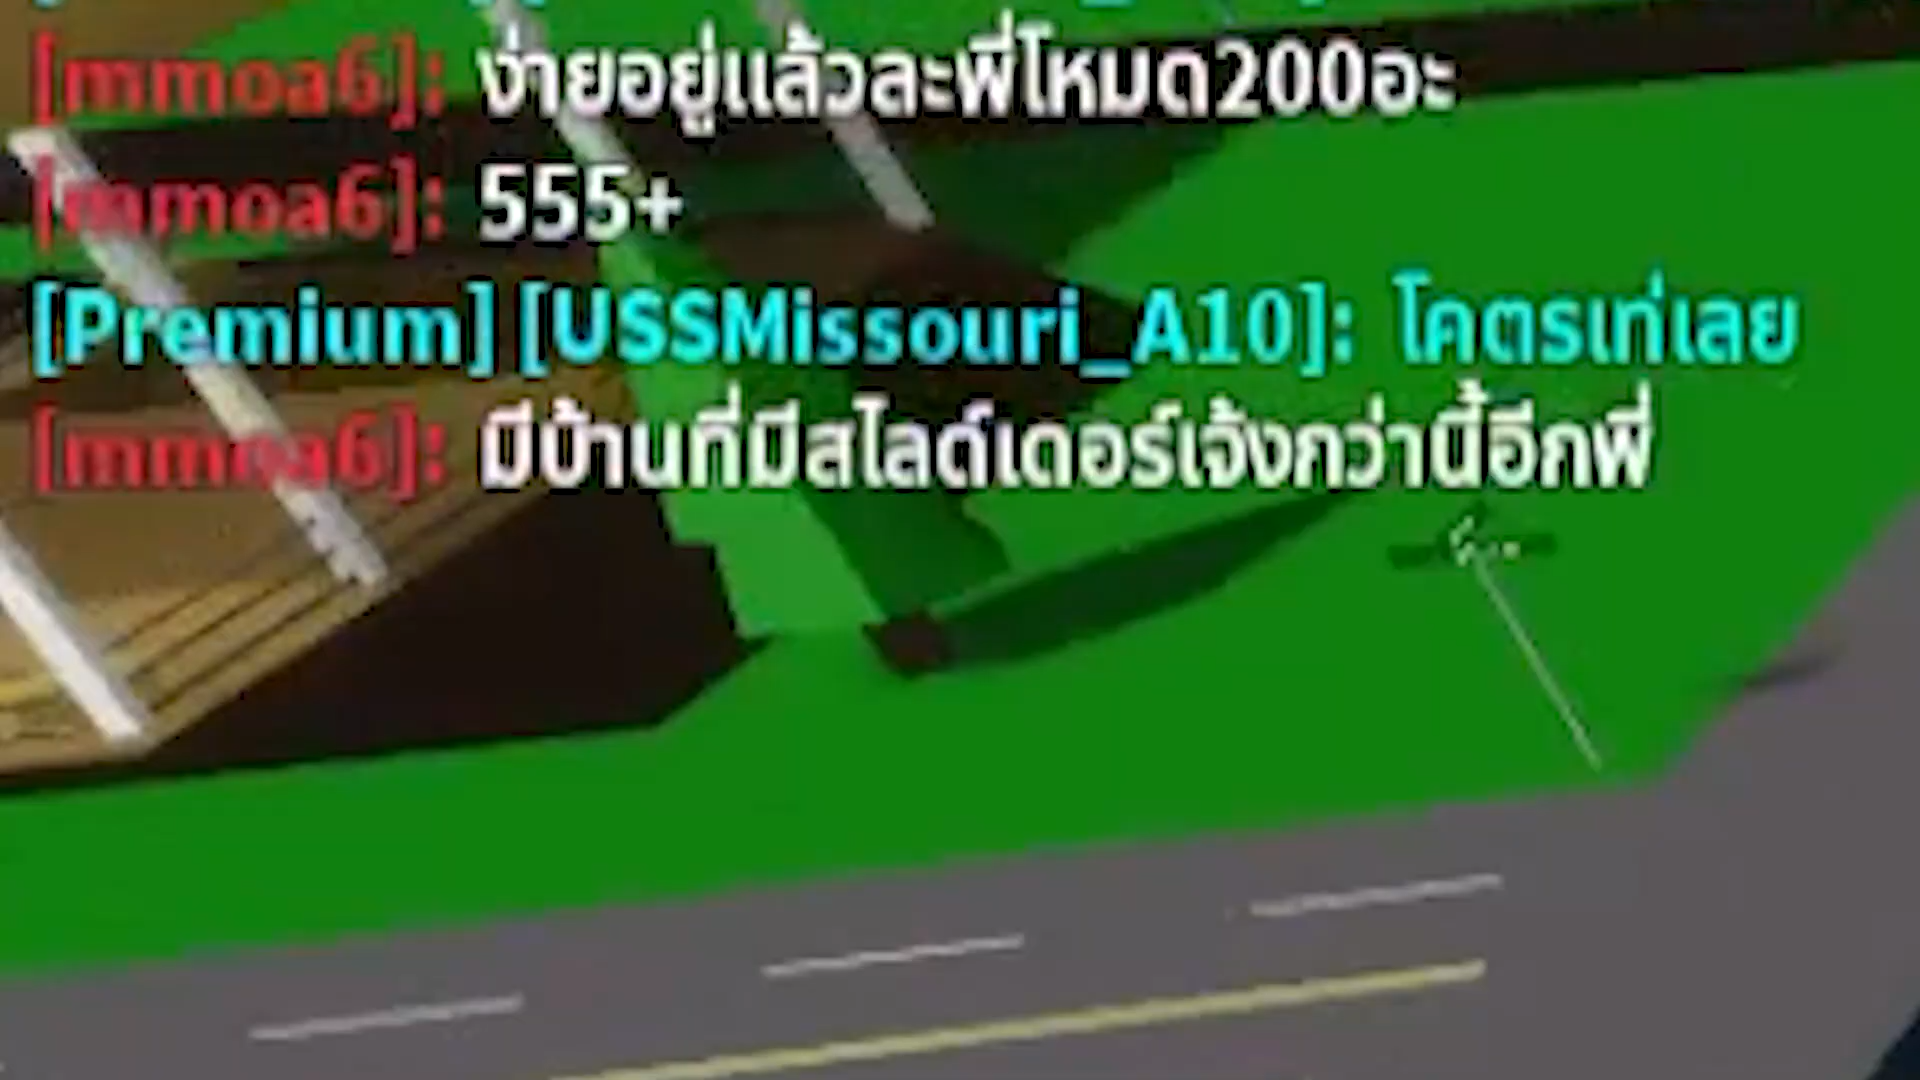 [mmoa6]: ง่ายอยู่แล้วละพี่โหมด200อะ
[mmoa6]: 555+
[Premium] [USSMissouri_A10]: โคตรเท่เลย
[mmoa6]: มีบ้านที่มีสไลด์เดอร์เจ้งกว่านี้อีกพี่